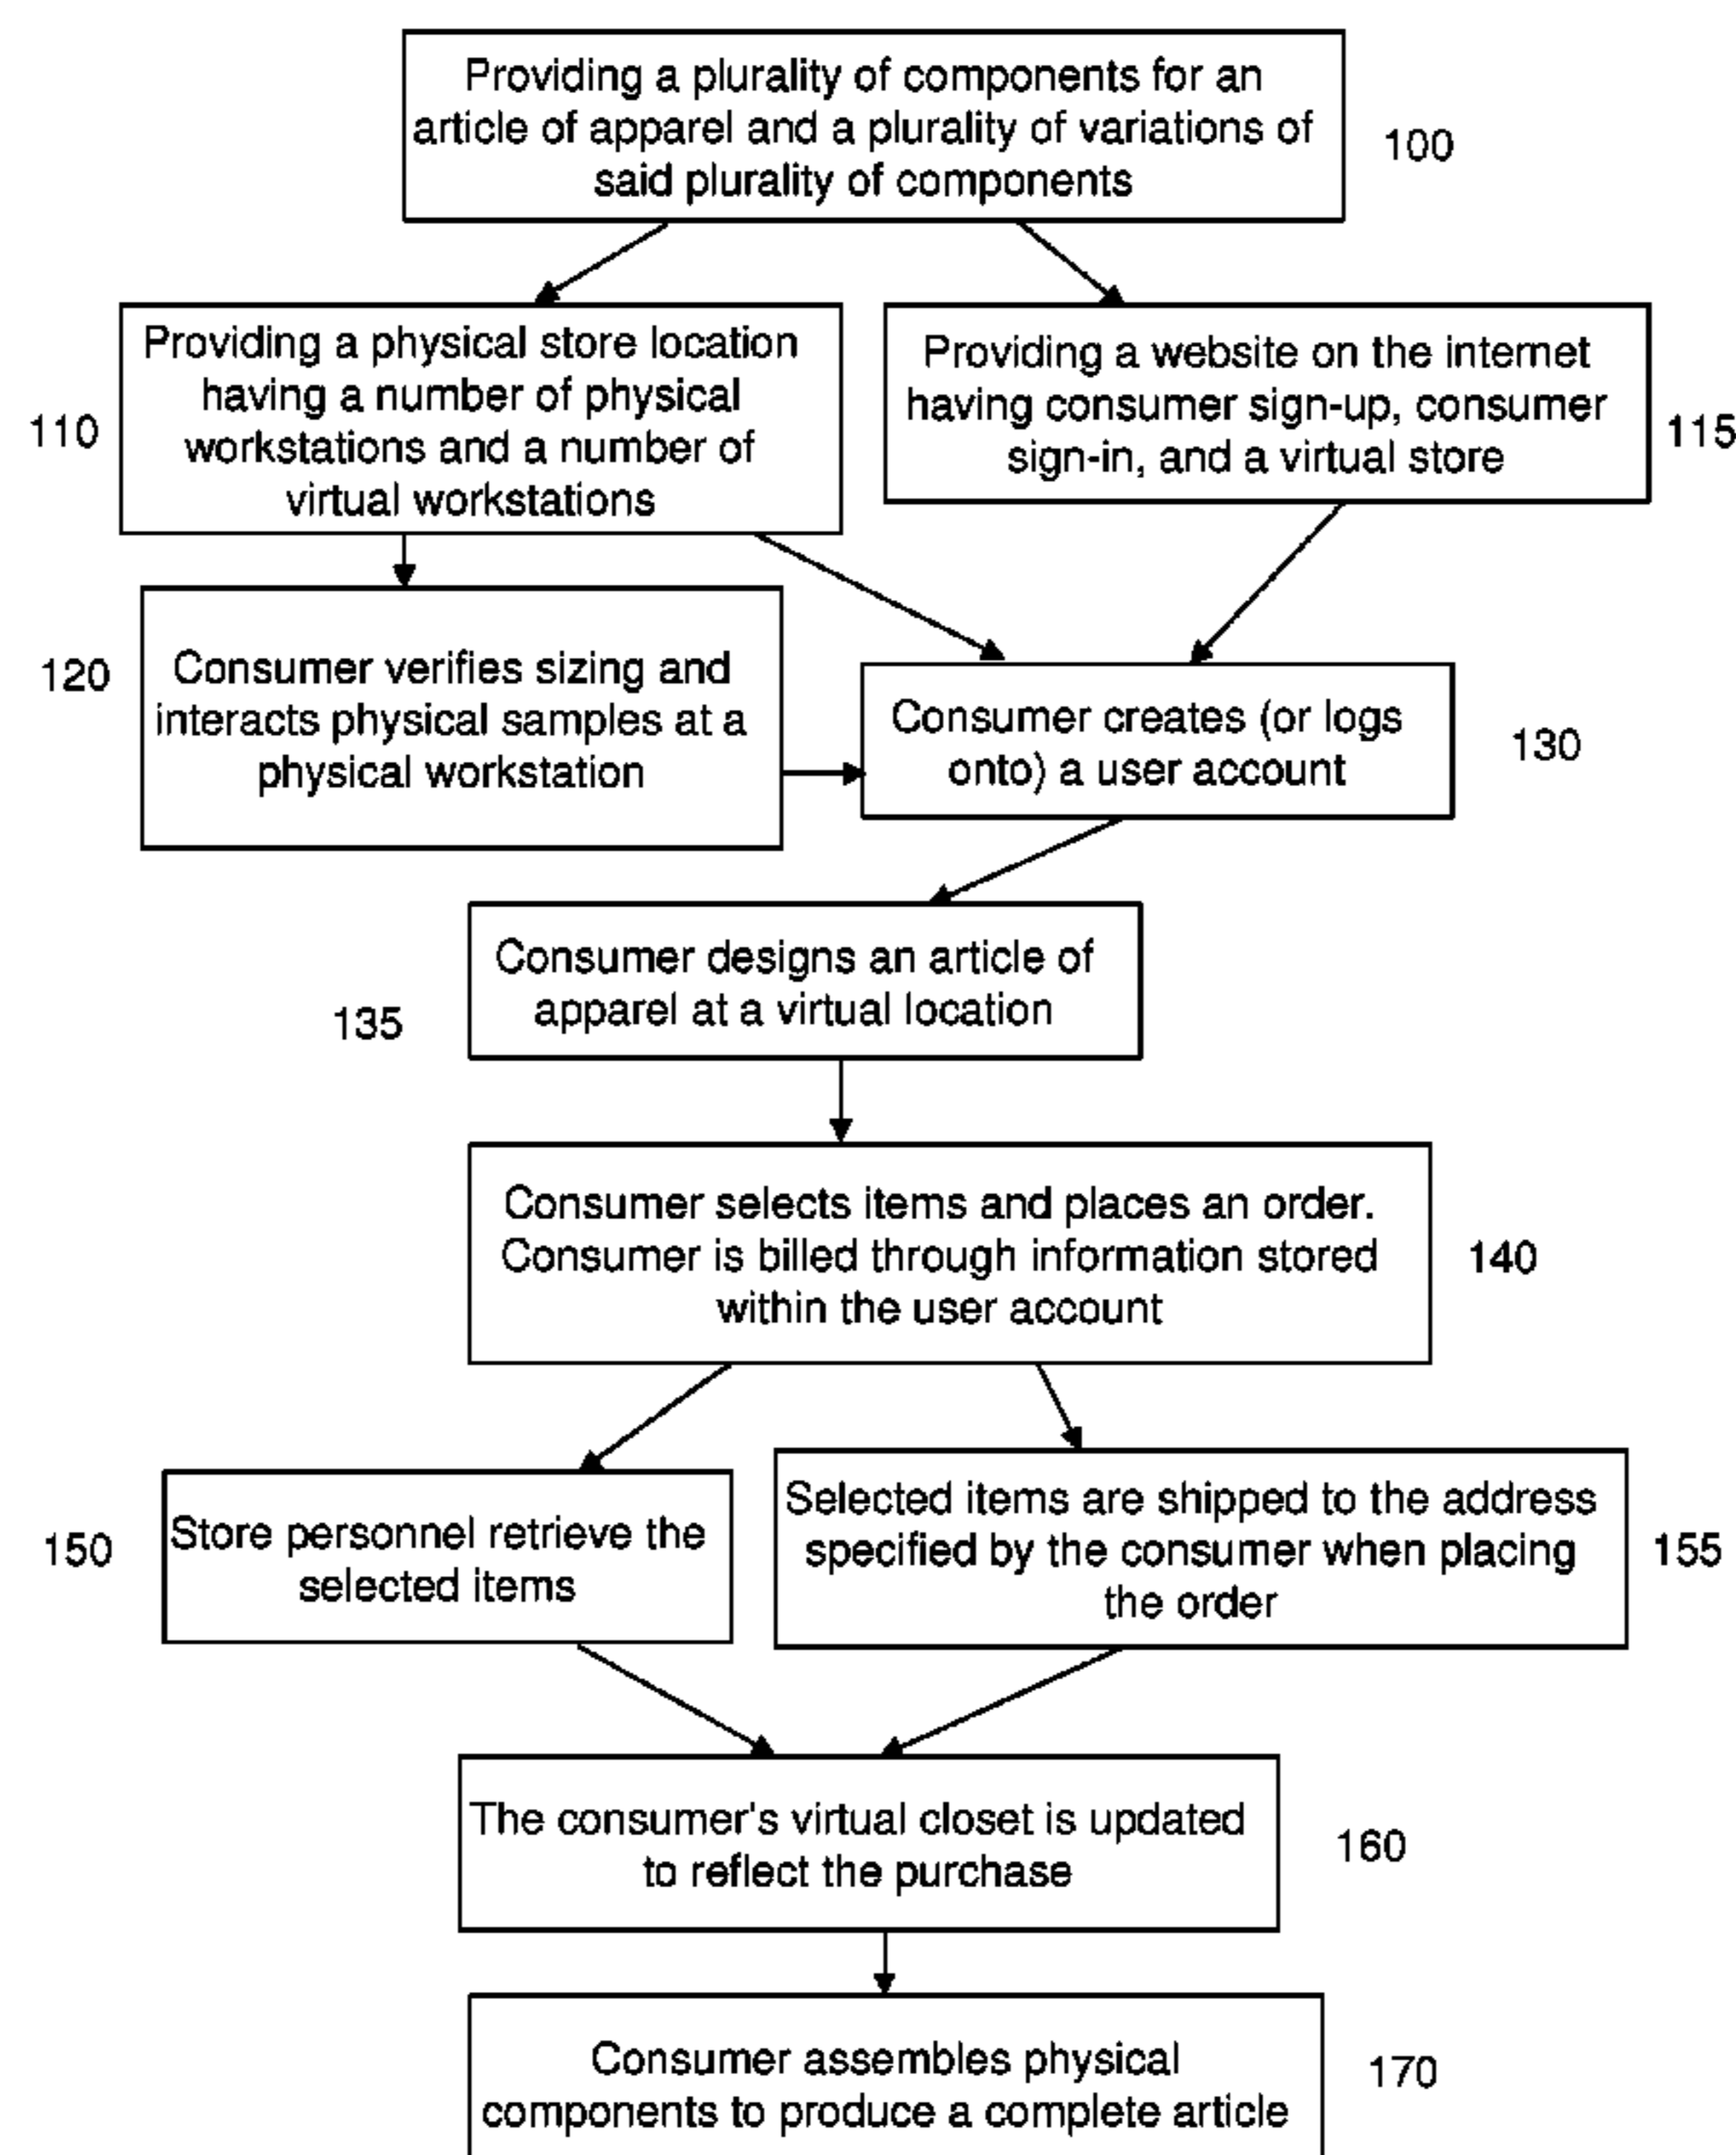 Providing a plurality of components for an
article of apparel and a plurality of variations of
said plurality of components
100
Providing a physical store location
having a number of physical
workstations and a number of
virtual workstations
110
Providing a website on the internet
having consumer sign-up, consumer
sign-in, and a virtual store
115
120
Consumer verifies sizing and
interacts physical samples at a
physical workstation
Consumer creates (or logs
onto) a user account
130
Consumer designs an article of
apparel at a virtual location
135
Consumer selects items and places an order.
Consumer is billed through information stored
within the user account
140
150
Store personnel retrieve the
selected items
Selected items are shipped to the address
specified by the consumer when placing
the order
155
The consumer's virtual closet is updated
to reflect the purchase
160
Consumer assembles physical
components to produce a complete article
170